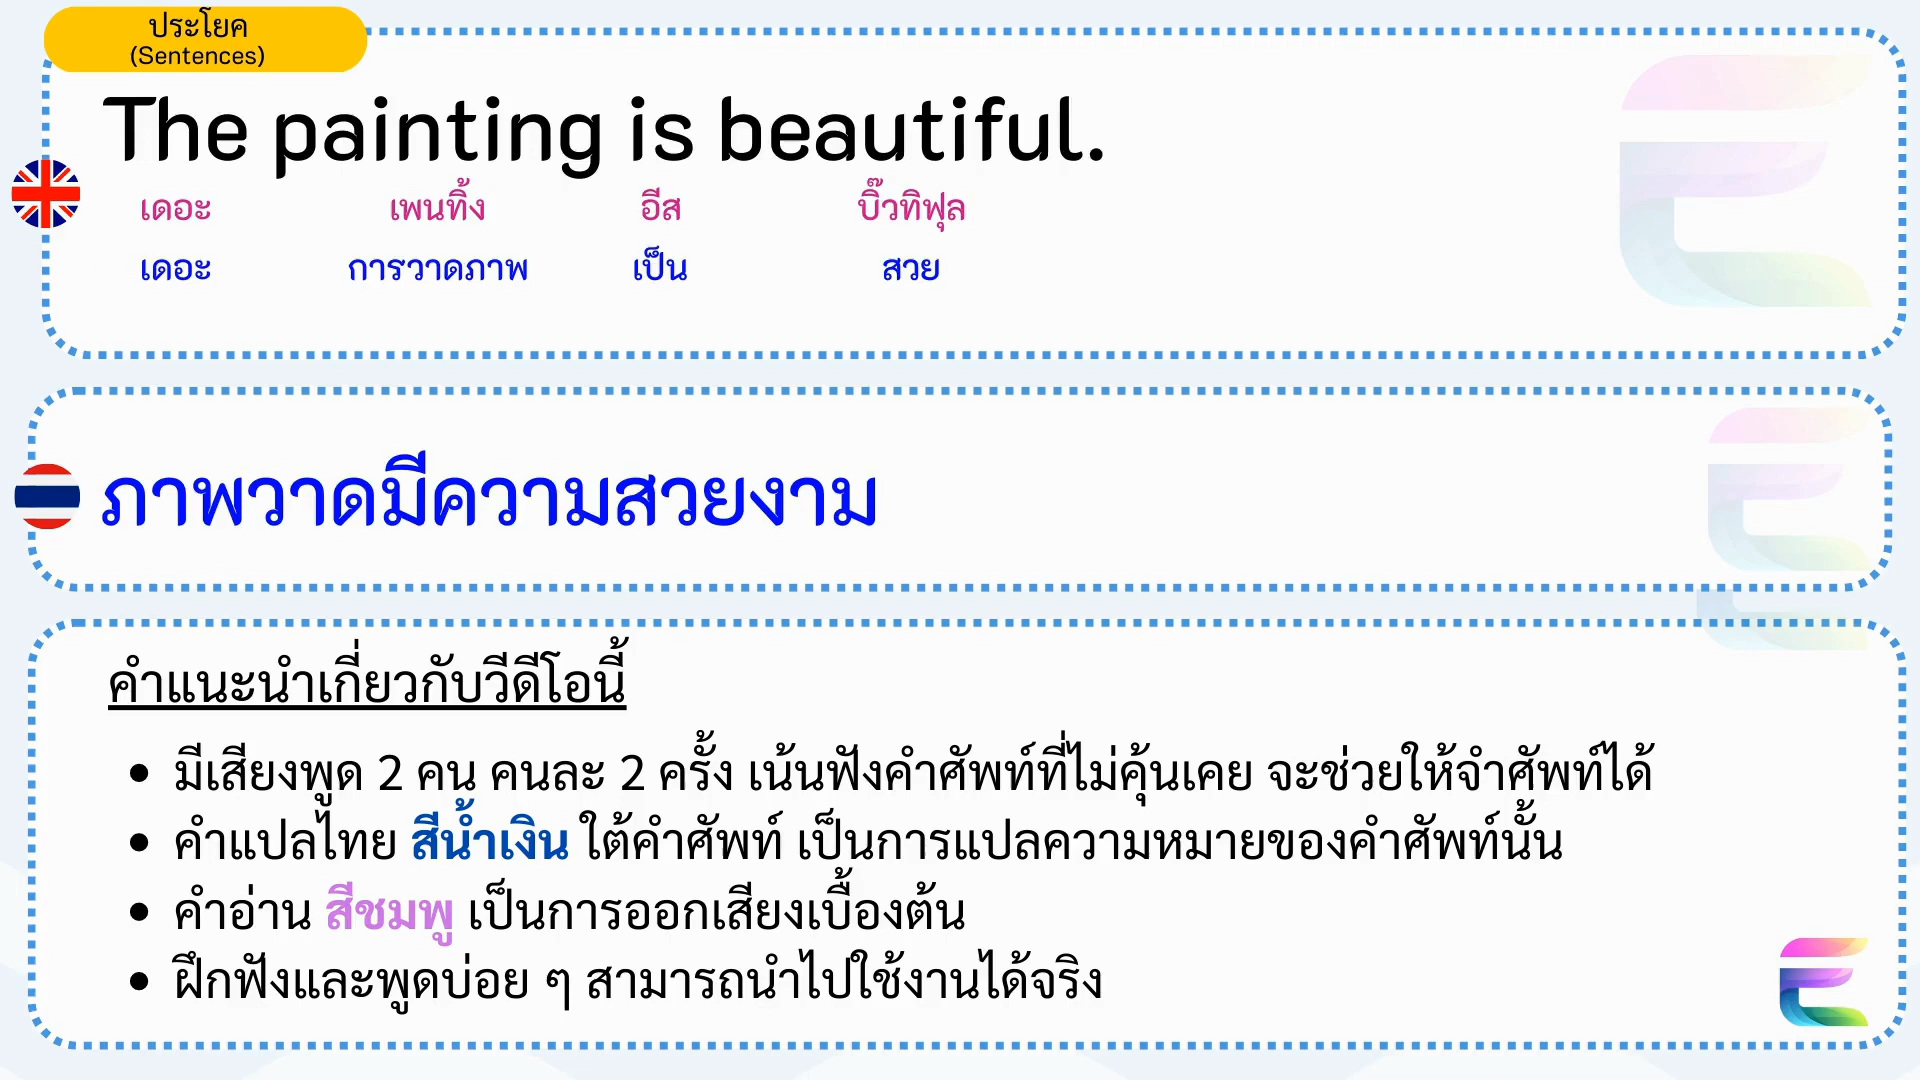 ประโยค
(Sentences)
The painting is beautiful.
เดอะ เพนทิ้ง อีส บิ๊วทิฟุล
เดอะ การวาดภาพ เป็น สวย
ภาพวาดมีความสวยงาม
คำแนะนำเกี่ยวกับวีดีโอนี้
• มีเสียงพูด 2 คน คนละ 2 ครั้ง เน้นฟังคำศัพท์ที่ไม่คุ้นเคย จะช่วยให้จำศัพท์ได้
• คำแปลไทย สีน้ำเงิน ใต้คำศัพท์ เป็นการแปลความหมายของคำศัพท์นั้น
• คำอ่าน สีชมพู เป็นการออกเสียงเบื้องต้น
• ฝึกฟังและพูดบ่อย ๆ สามารถนำไปใช้งานได้จริง